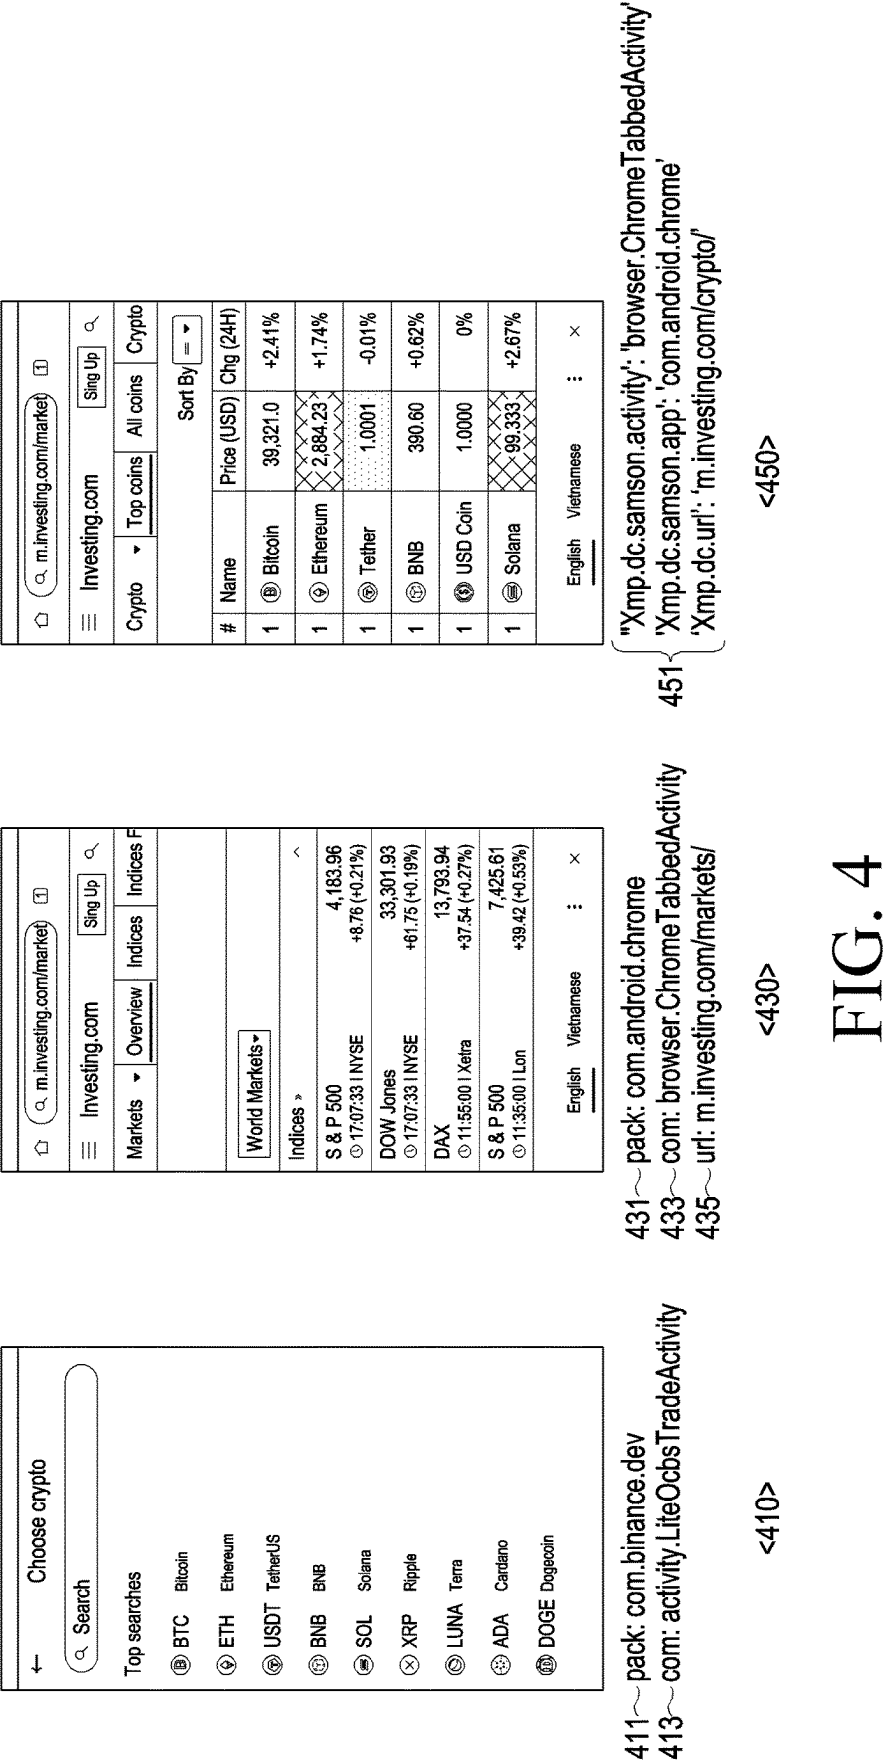 ←
Choose crypto
Search
Top searches
BTC Bitcoin
ETH Ethereum
USDT TetherUS
BNB BNB
SOL Solana
XRP Ripple
LUNA Terra
ADA Cardano
DOGE Dogecoin
411 pack: com.binance.dev
413 com: activity.LiteOcbsTradeActivity
<410>
m.investing.com/market 1
Investing.com Sing Up
Markets Overview Indices Indices F
World Markets
Indices »
S & P 500 4,183.96
17:07:33 | NYSE +8.76 (+0.21%)
DOW Jones 33,301.93
17:07:33 | NYSE +61.75 (+0.19%)
DAX 13,793.94
11:55:00 | Xetra +37.54 (+0.27%)
S & P 500 7,425.61
11:35:00 | Lon +39.42 (+0.53%)
English Vietnamese ×
431 pack: com.android.chrome
433 com: browser.ChromeTabbedActivity
435 url: m.investing.com/markets/
<430>
m.investing.com/market 1
Investing.com Sing Up
Crypto Top coins All coins Crypto
Sort By =
# Name Price (USD) Chg (24H)
1 Bitcoin 39,321.0 +2.41%
1 Ethereum 2,884.23 +1.74%
1 Tether 1.0001 -0.01%
1 BNB 390.60 +0.62%
1 USD Coin 1.0000 0%
1 Solana 99.333 +2.67%
English Vietnamese ×
451
"Xmp.dc.samson.activity': 'browser.ChromeTabbedActivity'
'Xmp.dc.samson.app': 'com.android.chrome'
'Xmp.dc.url': 'm.investing.com/crypto/'
<450>
FIG. 4